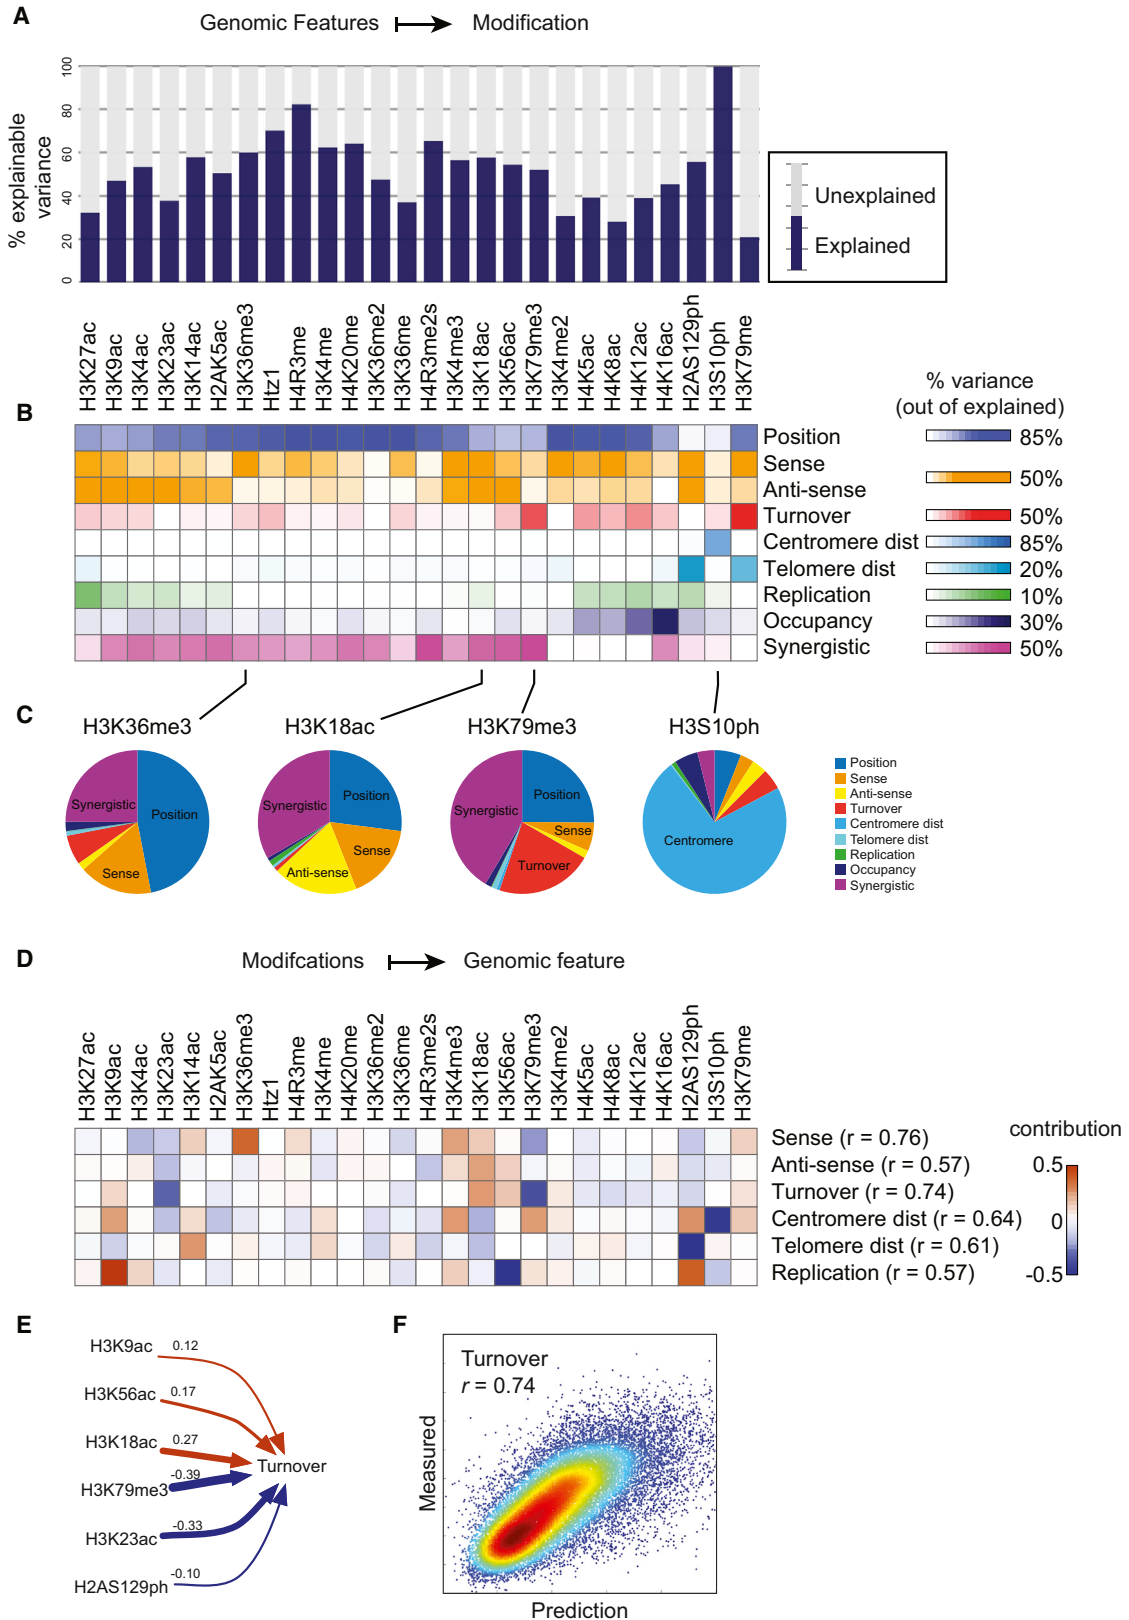 A
Genomic Features Modification
% explainable
variance
100
80
60
40
20
0
Unexplained
Explained
H3K27ac
H3K9ac
H3K4ac
H3K23ac
H3K14ac
H2AK5ac
H3K36me3
Htz1
H4R3me
H3K4me
H4K20me
H3K36me2
H3K36me
H4R3me2s
H3K4me3
H3K18ac
H3K56ac
H3K79me3
H3K4me2
H4K5ac
H4K8ac
H4K12ac
H4K16ac
H2AS129ph
H3S10ph
H3K79me
B
% variance
(out of explained)
Position 85%
Sense 50%
Anti-sense
Turnover 50%
Centromere dist 85%
Telomere dist 20%
Replication 10%
Occupancy 30%
Synergistic 50%
C
H3K36me3
H3K18ac
H3K79me3
H3S10ph
Synergistic
Position
Sense
Synergistic
Position
Sense
Anti-sense
Synergistic
Position
Sense
Turnover
Centromere
Position
Sense
Anti-sense
Turnover
Centromere dist
Telomere dist
Replication
Occupancy
Synergistic
D
Modifcations Genomic feature
H3K27ac
H3K9ac
H3K4ac
H3K23ac
H3K14ac
H2AK5ac
H3K36me3
Htz1
H4R3me
H3K4me
H4K20me
H3K36me2
H3K36me
H4R3me2s
H3K4me3
H3K18ac
H3K56ac
H3K79me3
H3K4me2
H4K5ac
H4K8ac
H4K12ac
H4K16ac
H2AS129ph
H3S10ph
H3K79me
Sense (r = 0.76)
Anti-sense (r = 0.57)
Turnover (r = 0.74)
Centromere dist (r = 0.64)
Telomere dist (r = 0.61)
Replication (r = 0.57)
contribution
0.5
0
-0.5
E
H3K9ac 0.12
H3K56ac 0.17
H3K18ac 0.27
H3K79me3 -0.39
H3K23ac -0.33
H2AS129ph -0.10
Turnover
F
Turnover
r = 0.74
Measured
Prediction